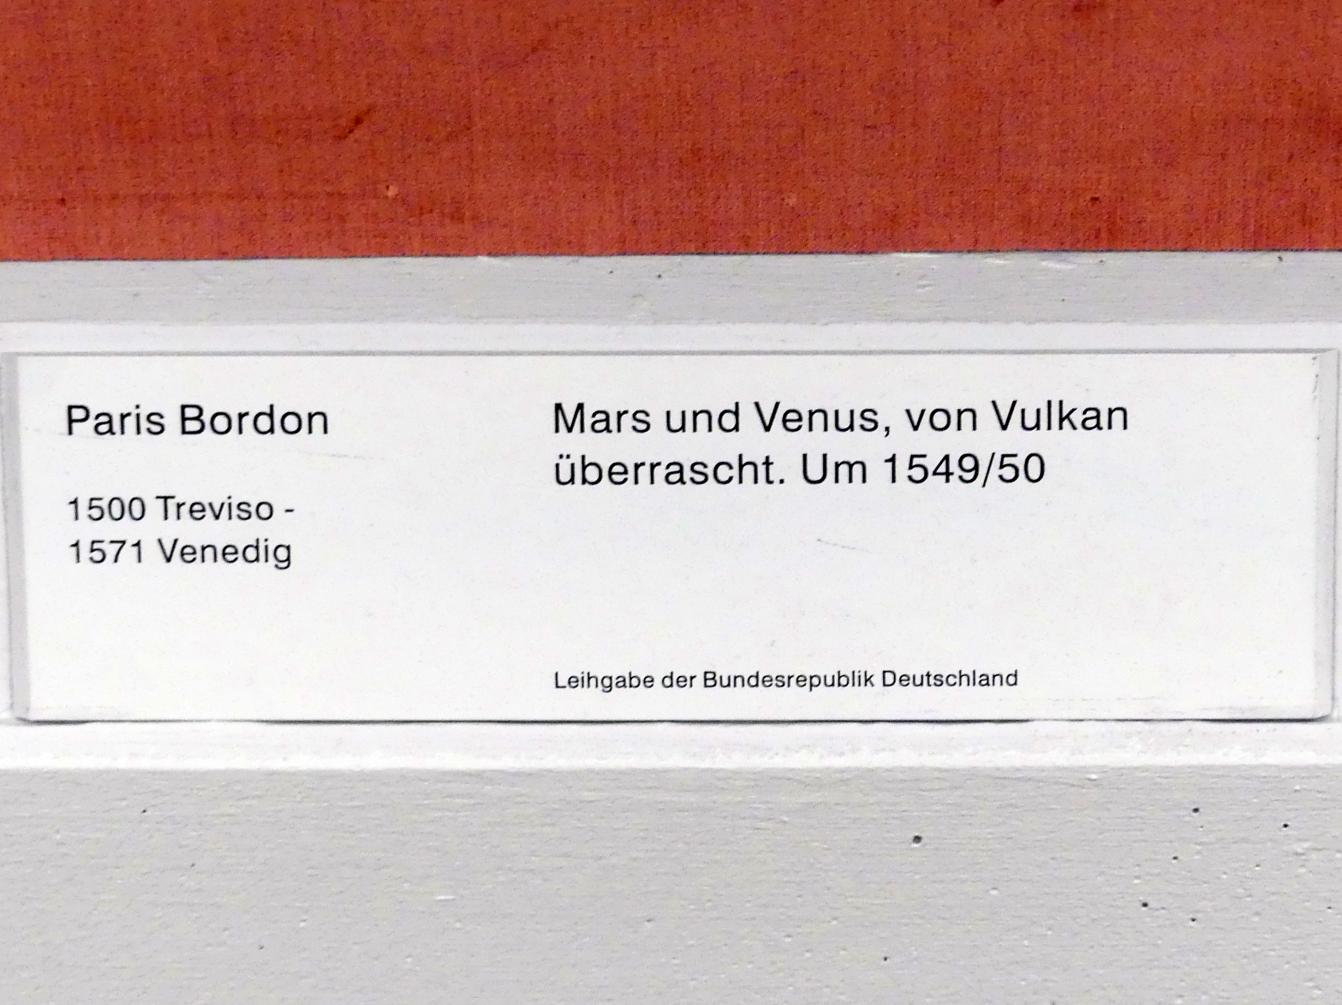 Paris Bordon
1500 Treviso -
1571 Venedig
Mars und Venus, von Vulkan
überrascht. Um 1549/50
Leihgabe der Bundesrepublik Deutschland